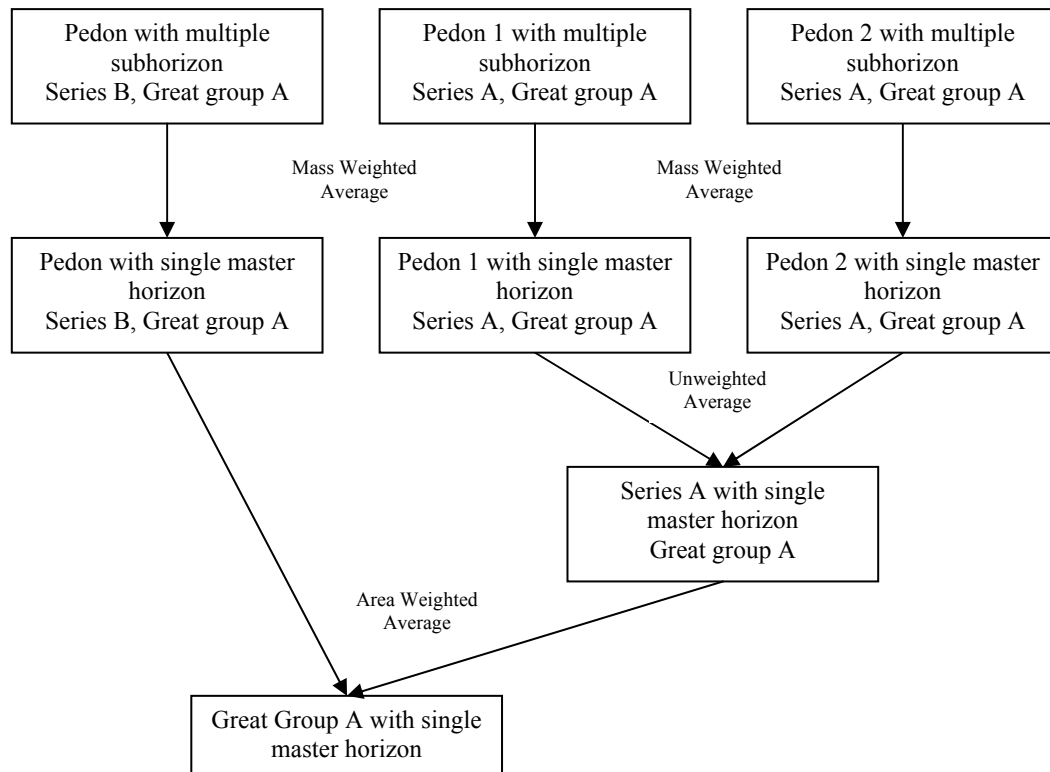 Pedon with multiple
subhorizon
Series B, Great group A
Pedon 1 with multiple
subhorizon
Series A, Great group A
Pedon 2 with multiple
subhorizon
Series A, Great group A
Mass Weighted
Average
Mass Weighted
Average
Pedon with single master
horizon
Series B, Great group A
Pedon 1 with single master
horizon
Series A, Great group A
Pedon 2 with single master
horizon
Series A, Great group A
Unweighted
Average
Series A with single
master horizon
Great group A
Area Weighted
Average
Great Group A with single
master horizon